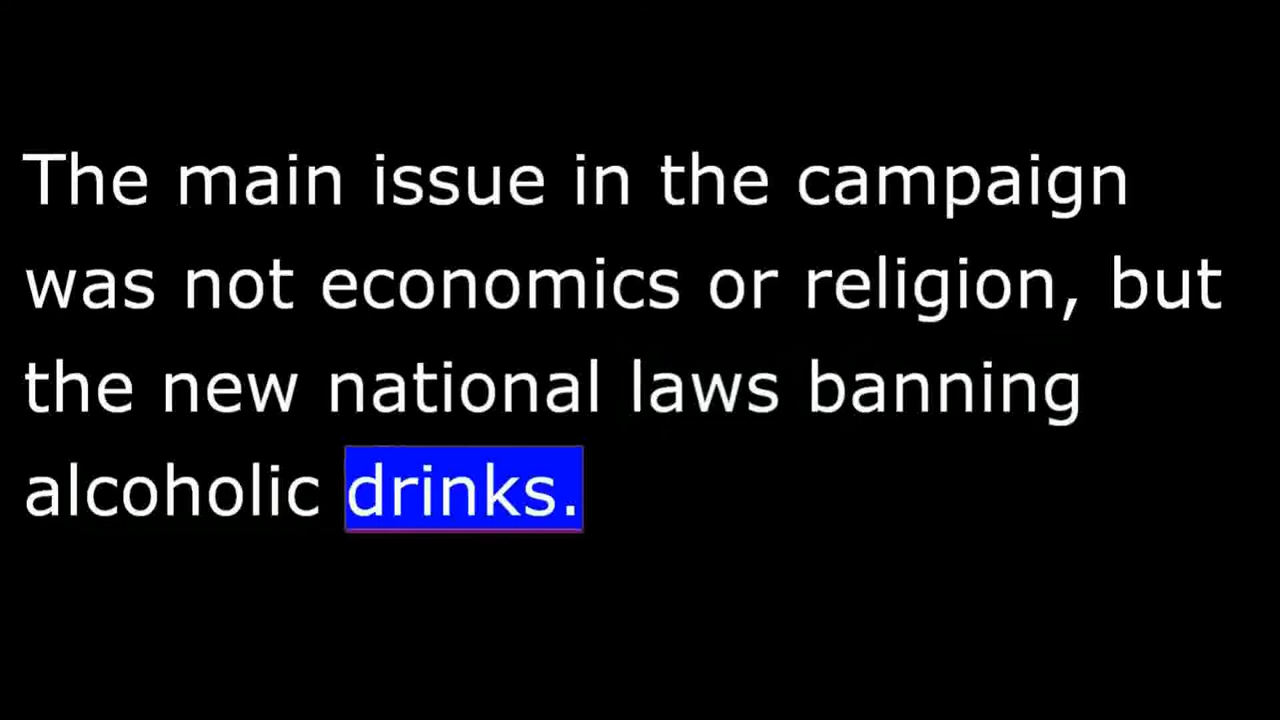 The main issue in the campaign
was not economics or religion, but
the new national laws banning
alcoholic drinks.